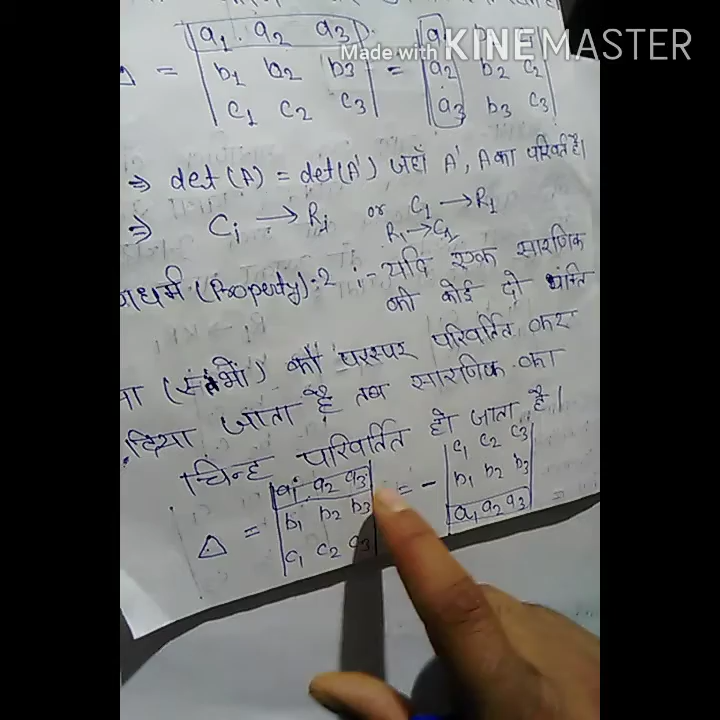 Made with KINEMASTER
a1 a2 a3 a1
Δ = b1 b2 b3 = a2 b2 c2
c1 c2 c3 a3 b3 c3
⇒ det(A) = det(A') जहाँ A', A का परिवर्त है।
⇒ Ci → Rj or C1 → R1
R1 → C1
(Property):2 :- यदि एक सारणिक
की कोई दो पंक्ति
या (स्तंभों) को परस्पर परिवर्तित कर
दिया जाता है तब सारणिक का
चिन्ह परिवर्तित हो जाता है।
a1 a2 a3 c1 c2 c3
Δ = b1 b2 b3 = - b1 b2 b3 =
c1 c2 c3 a1 a2 a3